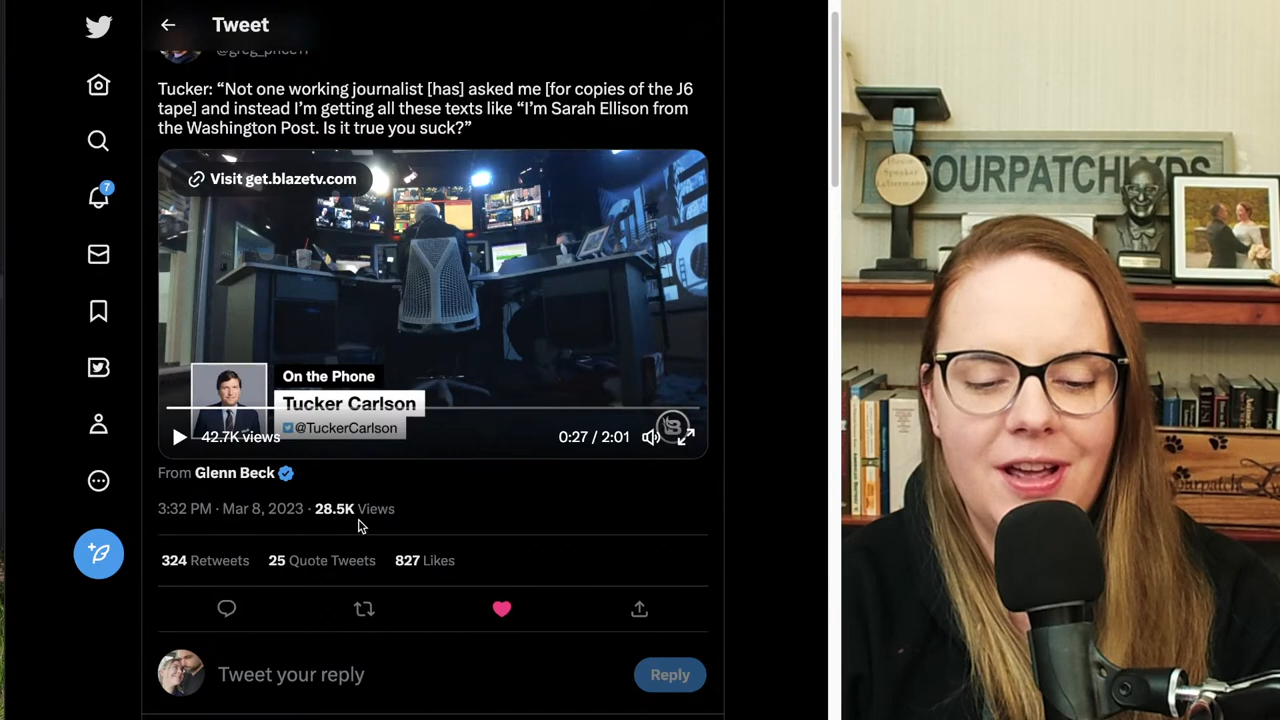 Tweet
@greg_price11
Tucker: “Not one working journalist [has] asked me [for copies of the J6
tape] and instead I’m getting all these texts like “I’m Sarah Ellison from
the Washington Post. Is it true you suck?”
Visit get.blazetv.com
On the Phone
Tucker Carlson
@TuckerCarlson
42.7K views
0:27 / 2:01
From Glenn Beck
3:32 PM · Mar 8, 2023 · 28.5K Views
324 Retweets 25 Quote Tweets 827 Likes
Tweet your reply
Reply
7